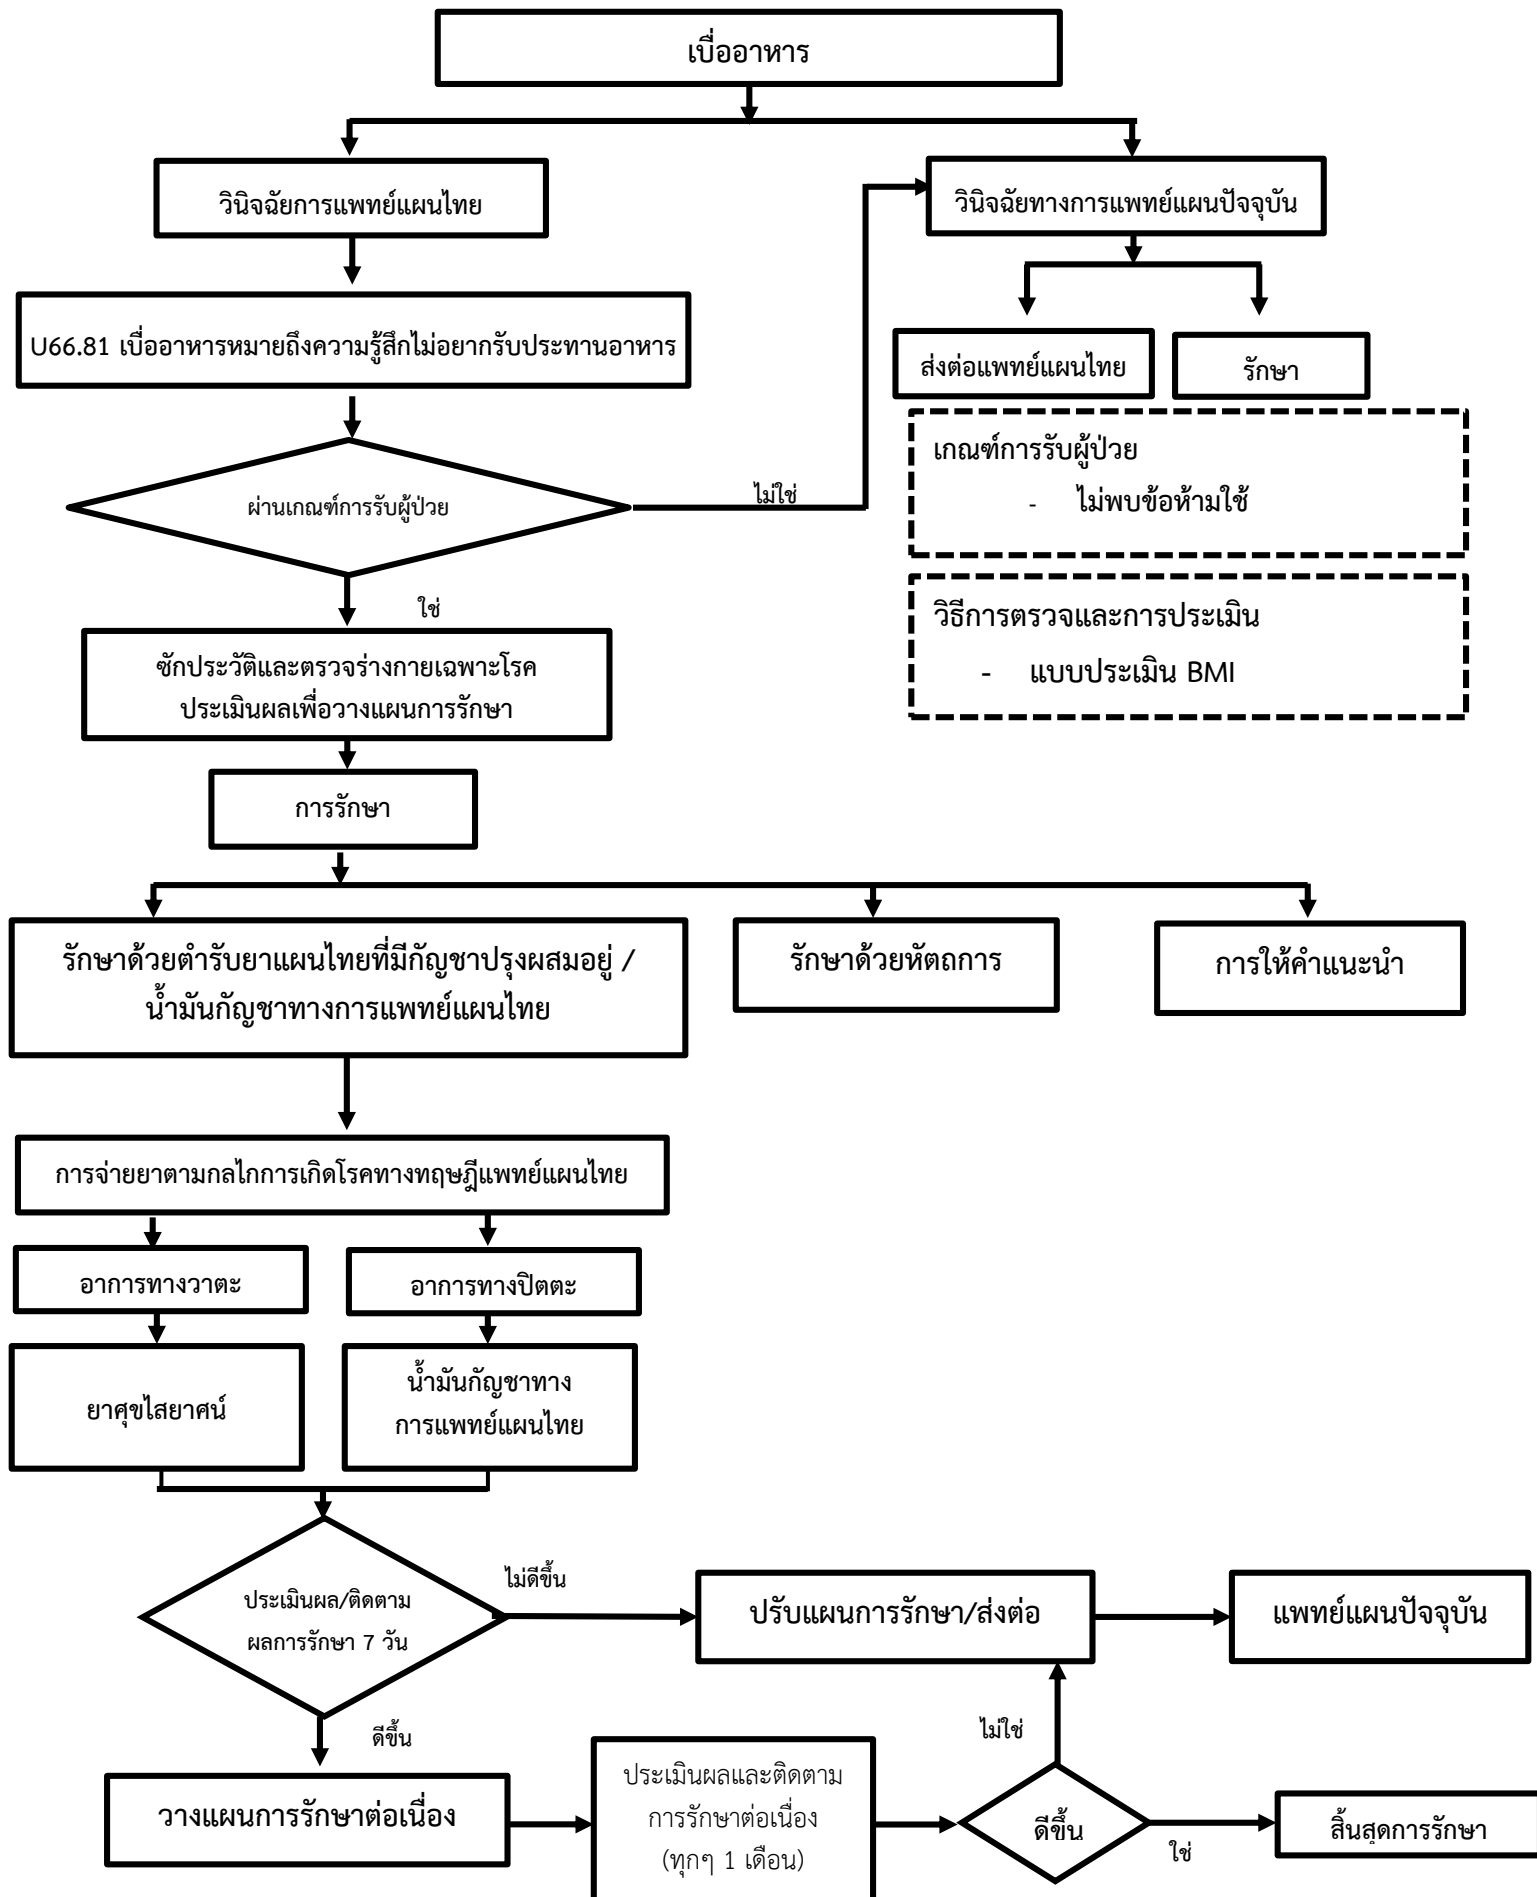 เบื่ออาหาร
วินิจฉัยการแพทย์แผนไทย
วินิจฉัยทางการแพทย์แผนปัจจุบัน
U66.81 เบื่ออาหารหมายถึงความรู้สึกไม่อยากรับประทานอาหาร
ส่งต่อแพทย์แผนไทย
รักษา
เกณฑ์การรับผู้ป่วย
- ไม่พบข้อห้ามใช้
ผ่านเกณฑ์การรับผู้ป่วย
ไม่ใช่
ใช่
วิธีการตรวจและการประเมิน
- แบบประเมิน BMI
ซักประวัติและตรวจร่างกายเฉพาะโรค
ประเมินผลเพื่อวางแผนการรักษา
การรักษา
รักษาด้วยตำรับยาแผนไทยที่มีกัญชาปรุงผสมอยู่ /
น้ำมันกัญชาทางการแพทย์แผนไทย
รักษาด้วยหัตถการ
การให้คำแนะนำ
การจ่ายยาตามกลไกการเกิดโรคทางทฤษฎีแพทย์แผนไทย
อาการทางวาตะ
อาการทางปิตตะ
ยาศุขไสยาศน์
น้ำมันกัญชาทาง
การแพทย์แผนไทย
ประเมินผล/ติดตาม
ผลการรักษา 7 วัน
ไม่ดีขึ้น
ปรับแผนการรักษา/ส่งต่อ
แพทย์แผนปัจจุบัน
ดีขึ้น
ไม่ใช่
วางแผนการรักษาต่อเนื่อง
ประเมินผลและติดตาม
การรักษาต่อเนื่อง
(ทุกๆ 1 เดือน)
ดีขึ้น
ใช่
สิ้นสุดการรักษา